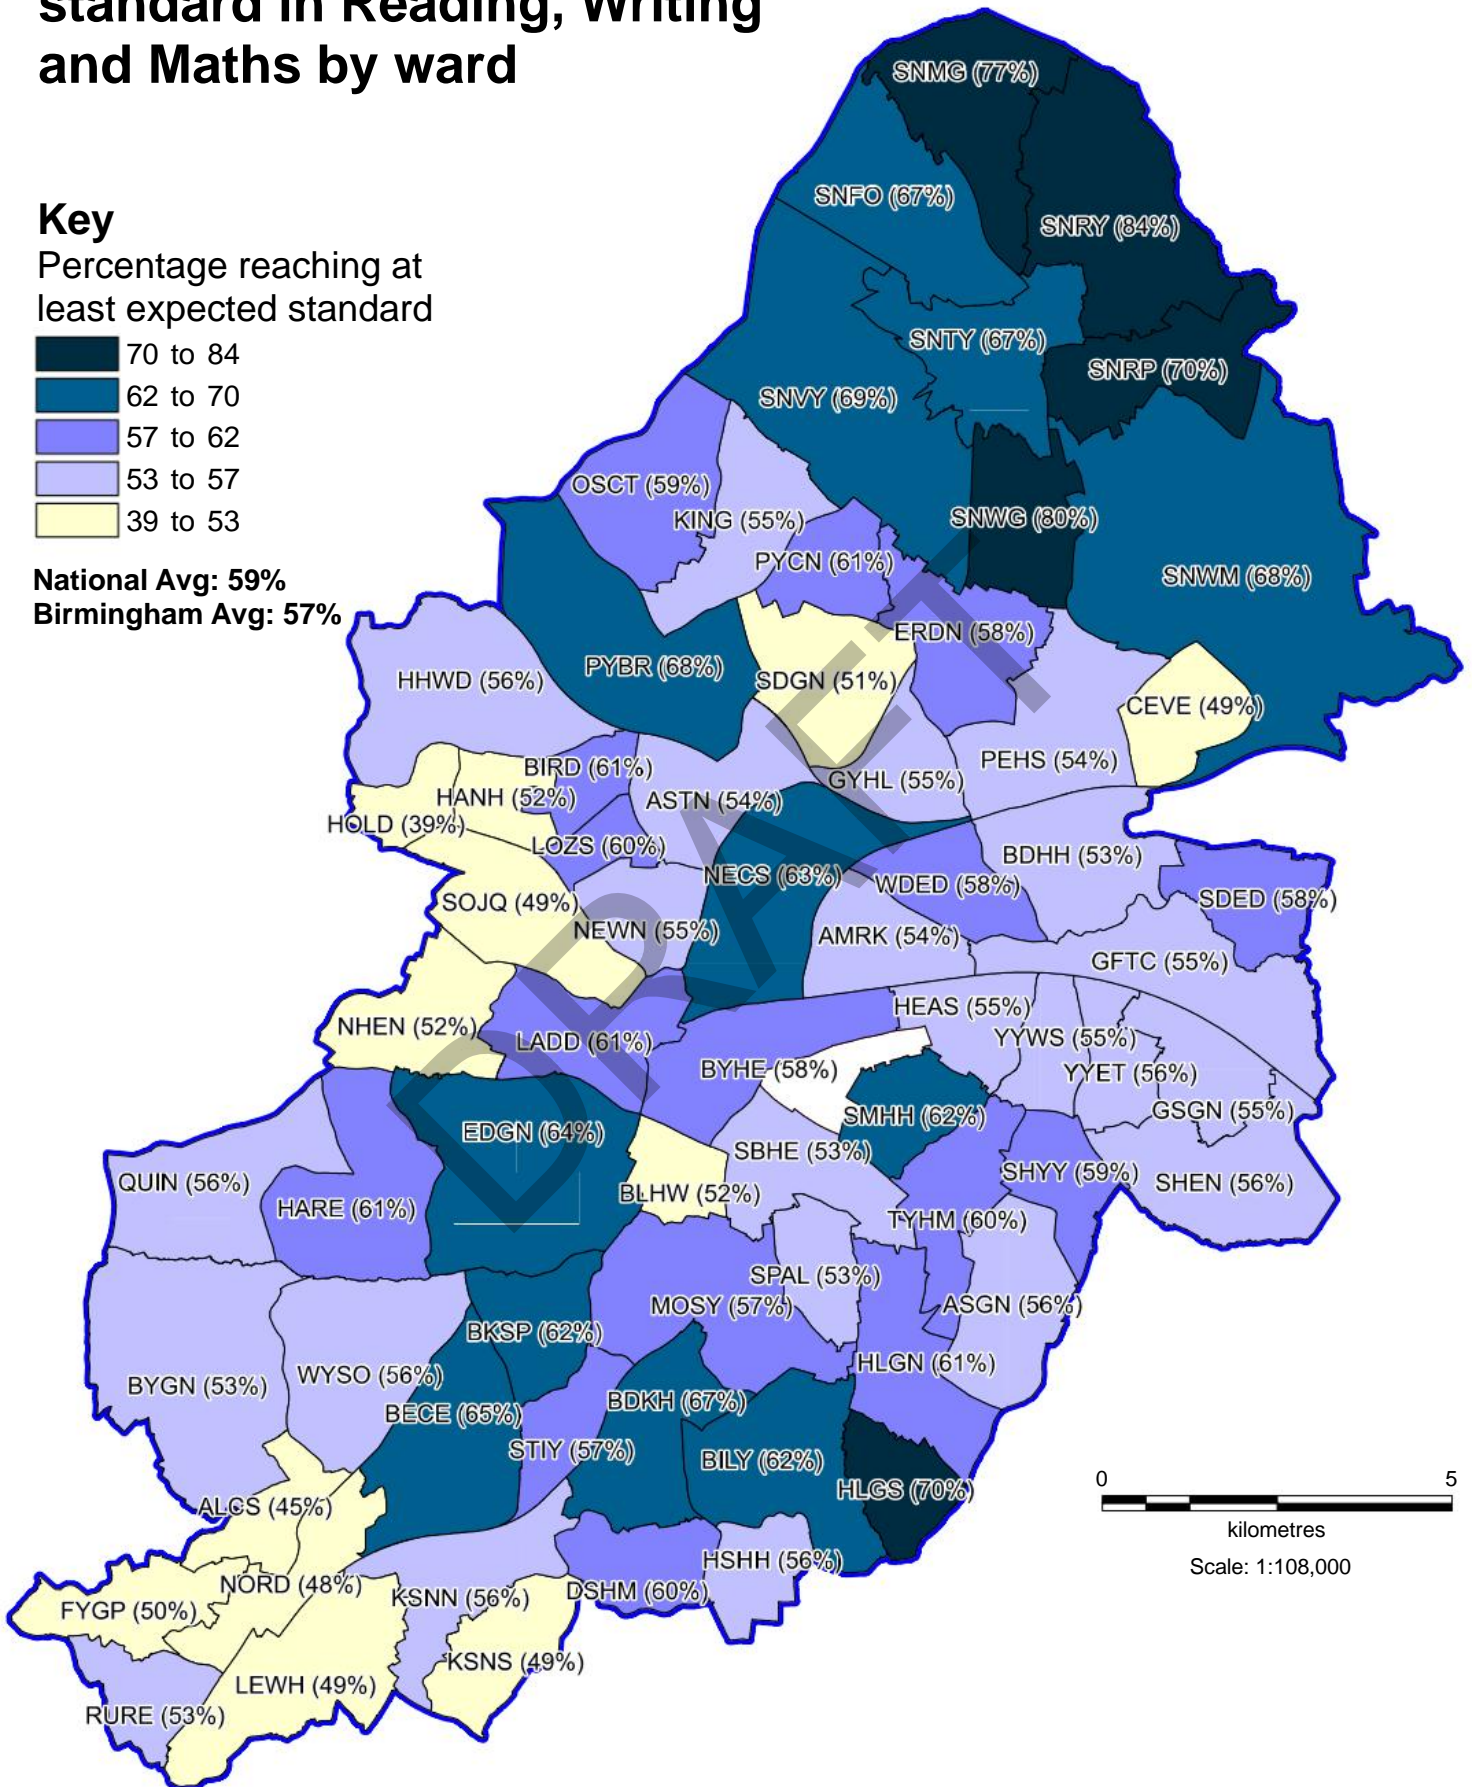 standard in Reading, Writing
and Maths by ward
Key
Percentage reaching at
least expected standard
70 to 84
62 to 70
57 to 62
53 to 57
39 to 53
National Avg: 59%
Birmingham Avg: 57%
SNMG (77%)
SNFO (67%)
SNRY (84%)
SNTY (67%)
SNRP (70%)
SNVY (69%)
OSCT (59%)
KING (55%)
SNWG (80%)
PYCN (61%)
SNWM (68%)
ERDN (58%)
PYBR (68%)
HHWD (56%)
SDGN (51%)
CEVE (49%)
BIRD (61%)
PEHS (54%)
GYHL (55%)
HANH (52%)
ASTN (54%)
HOLD (39%)
LOZS (60%)
BDHH (53%)
NECS (63%)
WDED (58%)
SDED (58%)
SOJQ (49%)
NEWN (55%)
AMRK (54%)
GFTC (55%)
HEAS (55%)
NHEN (52%)
LADD (61%)
YYWS (55%)
BYHE (58%)
YYET (56%)
GSGN (55%)
SMHH (62%)
EDGN (64%)
SBHE (53%)
SHYY (59%)
QUIN (56%)
SHEN (56%)
BLHW (52%)
HARE (61%)
TYHM (60%)
SPAL (53%)
MOSY (57%)
ASGN (56%)
BKSP (62%)
HLGN (61%)
WYSO (56%)
BYGN (53%)
BDKH (67%)
BECE (65%)
STIY (57%)
BILY (62%)
HLGS (70%)
ALCS (45%)
HSHH (56%)
NORD (48%)
DSHM (60%)
KSNN (56%)
FYGP (50%)
KSNS (49%)
LEWH (49%)
RURE (53%)
DRAFT
0 5
kilometres
Scale: 1:108,000